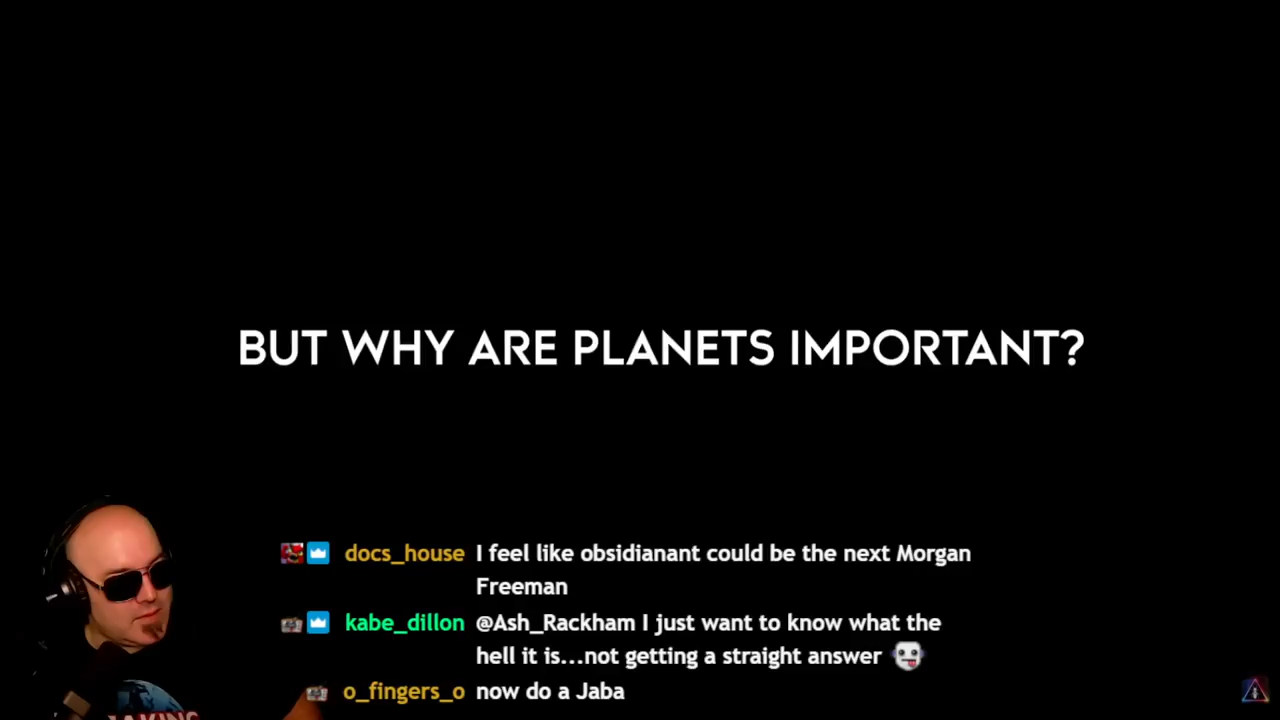 BUT WHY ARE PLANETS IMPORTANT?
docs_house I feel like obsidianant could be the next Morgan
Freeman
kabe_dillon @Ash_Rackham I just want to know what the
hell it is...not getting a straight answer
o_fingers_o now do a Jaba